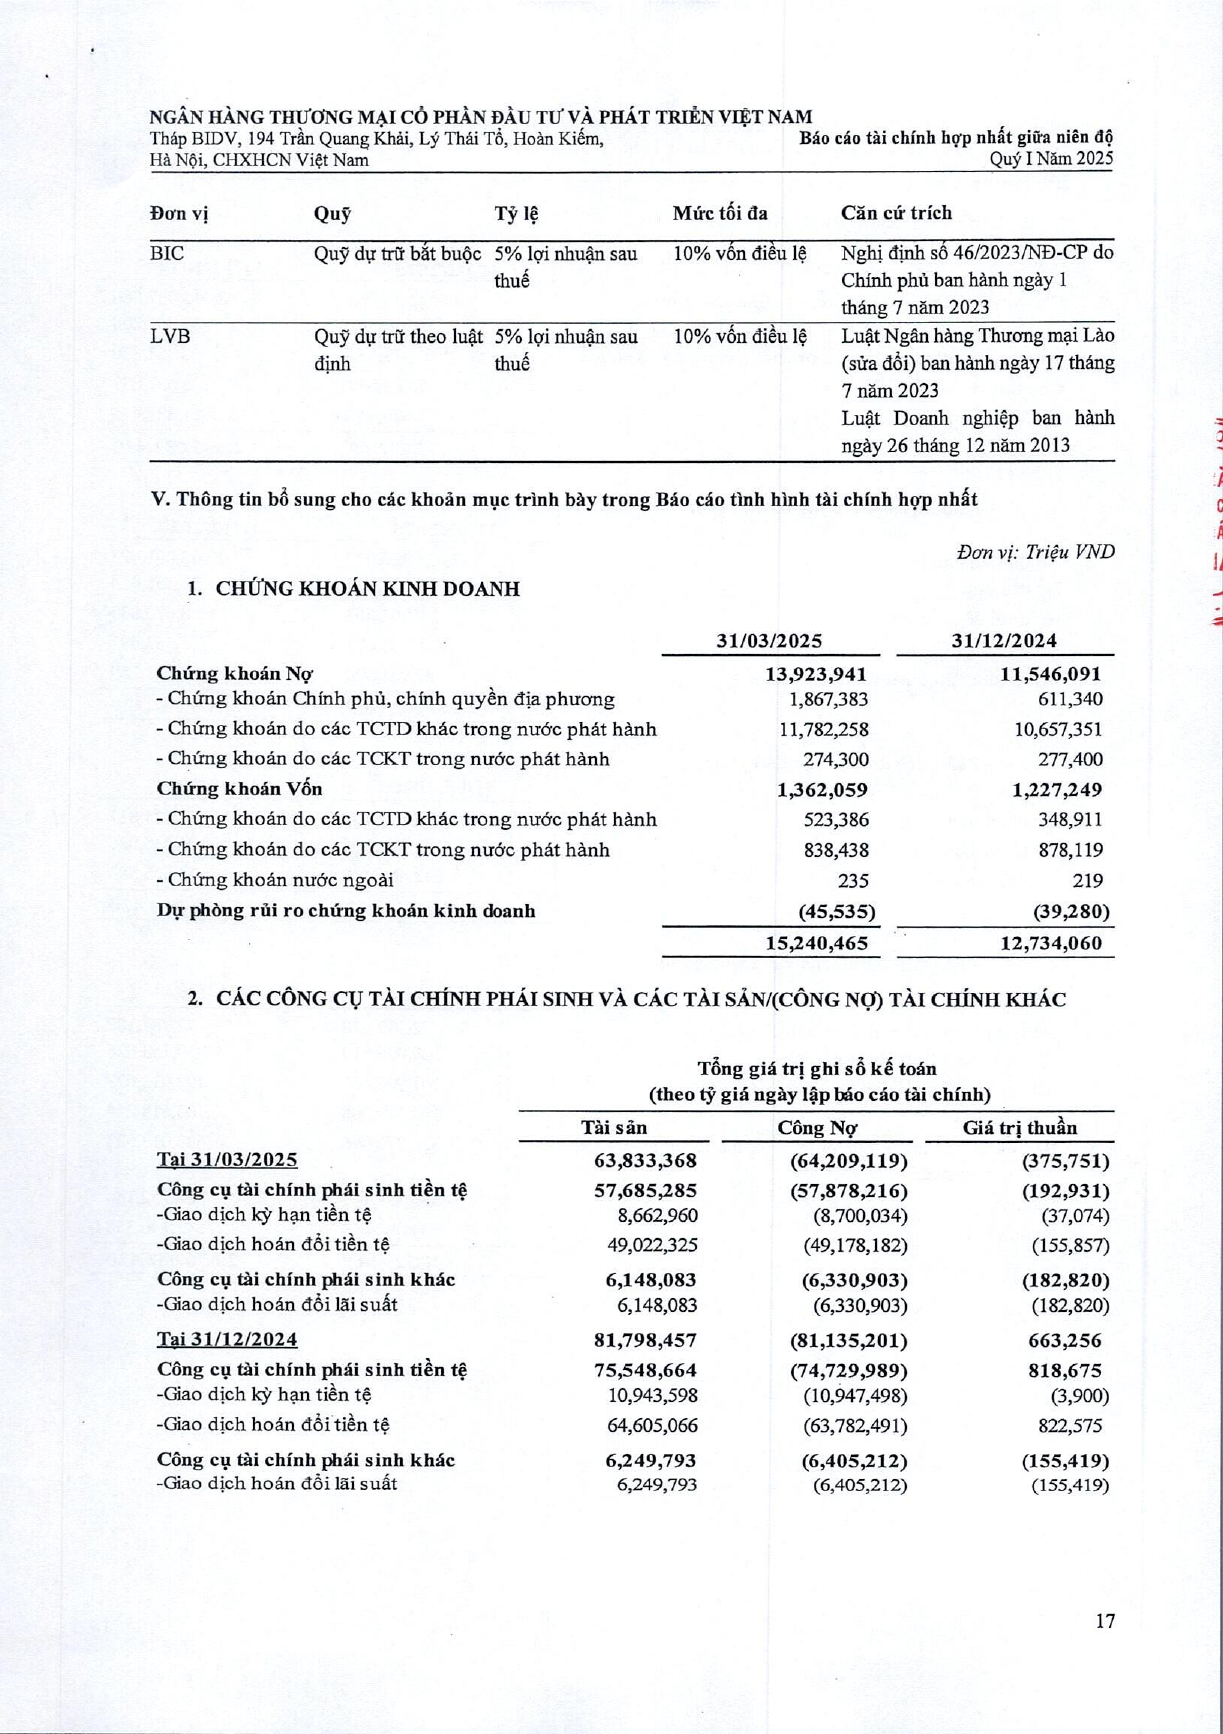 NGÂN HÀNG THƯƠNG MẠI CỔ PHẦN ĐẦU TƯ VÀ PHÁT TRIỂN VIỆT NAM
Tháp BIDV, 194 Trần Quang Khải, Lý Thái Tổ, Hoàn Kiếm, Báo cáo tài chính hợp nhất giữa niên độ
Hà Nội, CHXHCN Việt Nam Quý I Năm 2025
Đơn vị Quỹ Tỷ lệ Mức tối đa Căn cứ trích
BIC Quỹ dự trữ bắt buộc 5% lợi nhuận sau 10% vốn điều lệ Nghị định số 46/2023/NĐ-CP do
thuế Chính phủ ban hành ngày 1
tháng 7 năm 2023
LVB Quỹ dự trữ theo luật 5% lợi nhuận sau 10% vốn điều lệ Luật Ngân hàng Thương mại Lào
định thuế (sửa đổi) ban hành ngày 17 tháng
7 năm 2023
Luật Doanh nghiệp ban hành
ngày 26 tháng 12 năm 2013
V. Thông tin bổ sung cho các khoản mục trình bày trong Báo cáo tình hình tài chính hợp nhất
Đơn vị: Triệu VND
1. CHỨNG KHOÁN KINH DOANH
31/03/2025 31/12/2024
Chứng khoán Nợ 13,923,941 11,546,091
- Chứng khoán Chính phủ, chính quyền địa phương 1,867,383 611,340
- Chứng khoán do các TCTD khác trong nước phát hành 11,782,258 10,657,351
- Chứng khoán do các TCKT trong nước phát hành 274,300 277,400
Chứng khoán Vốn 1,362,059 1,227,249
- Chứng khoán do các TCTD khác trong nước phát hành 523,386 348,911
- Chứng khoán do các TCKT trong nước phát hành 838,438 878,119
- Chứng khoán nước ngoài 235 219
Dự phòng rủi ro chứng khoán kinh doanh (45,535) (39,280)
15,240,465 12,734,060
2. CÁC CÔNG CỤ TÀI CHÍNH PHÁI SINH VÀ CÁC TÀI SẢN/(CÔNG NỢ) TÀI CHÍNH KHÁC
Tổng giá trị ghi sổ kế toán
(theo tỷ giá ngày lập báo cáo tài chính)
Tài sản Công Nợ Giá trị thuần
Tại 31/03/2025 63,833,368 (64,209,119) (375,751)
Công cụ tài chính phái sinh tiền tệ 57,685,285 (57,878,216) (192,931)
-Giao dịch kỳ hạn tiền tệ 8,662,960 (8,700,034) (37,074)
-Giao dịch hoán đổi tiền tệ 49,022,325 (49,178,182) (155,857)
Công cụ tài chính phái sinh khác 6,148,083 (6,330,903) (182,820)
-Giao dịch hoán đổi lãi suất 6,148,083 (6,330,903) (182,820)
Tại 31/12/2024 81,798,457 (81,135,201) 663,256
Công cụ tài chính phái sinh tiền tệ 75,548,664 (74,729,989) 818,675
-Giao dịch kỳ hạn tiền tệ 10,943,598 (10,947,498) (3,900)
-Giao dịch hoán đổi tiền tệ 64,605,066 (63,782,491) 822,575
Công cụ tài chính phái sinh khác 6,249,793 (6,405,212) (155,419)
-Giao dịch hoán đổi lãi suất 6,249,793 (6,405,212) (155,419)
17